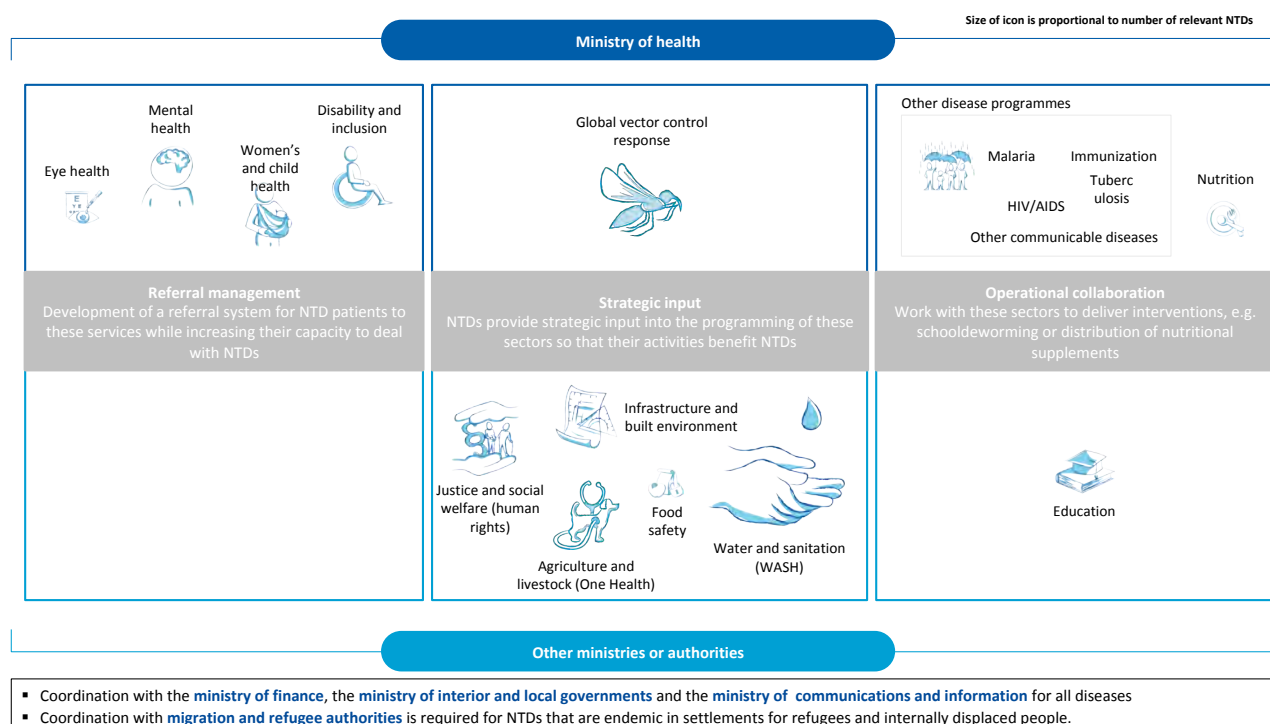 Size of icon is proportional to number of relevant NTDs
Ministry of health
Eye health
Mental
health
Women's
and child
health
Disability and
inclusion
Global vector control
response
Other disease programmes
Malaria
Immunization
Tuberc
ulosis
HIV/AIDS
Other communicable diseases
Nutrition
Referral management
Development of a referral system for NTD patients to
these services while increasing their capacity to deal
with NTDs
Strategic input
NTDs provide strategic input into the programming of these
sectors so that their activities benefit NTDs
Operational collaboration
Work with these sectors to deliver interventions, e.g.
schooldeworming or distribution of nutritional
supplements
Justice and social
welfare (human
rights)
Infrastructure and
built environment
Agriculture and
livestock (One Health)
Food
safety
Water and sanitation
(WASH)
Education
Other ministries or authorities
▪ Coordination with the ministry of finance, the ministry of interior and local governments and the ministry of communications and information for all diseases
▪ Coordination with migration and refugee authorities is required for NTDs that are endemic in settlements for refugees and internally displaced people.